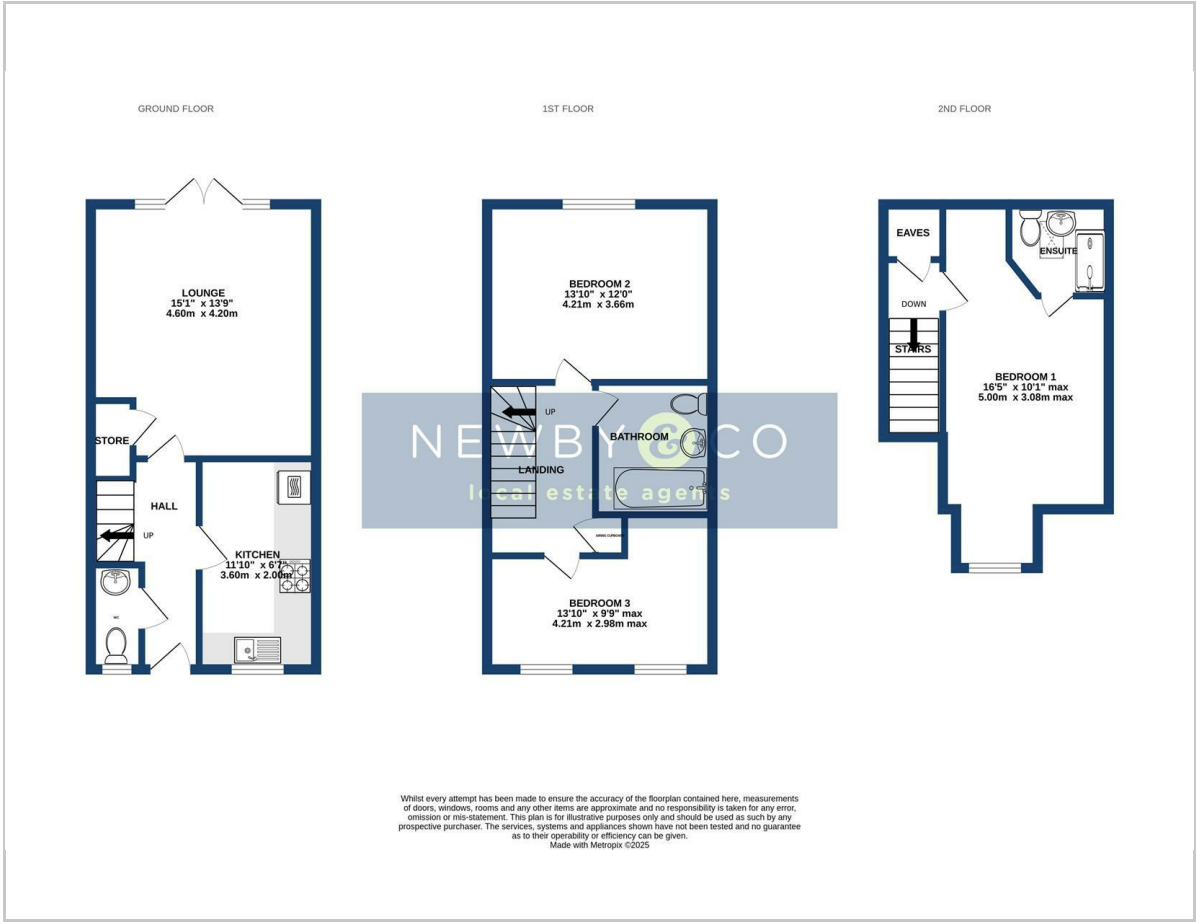 GROUND FLOOR
1ST FLOOR
2ND FLOOR
LOUNGE
15'1" x 13'9"
4.60m x 4.20m
STORE
HALL
UP
KITCHEN
11'10" x 6'7"
3.60m x 2.00m
WC
BEDROOM 2
13'10" x 12'0"
4.21m x 3.66m
UP
BATHROOM
LANDING
AIRING CUPBOARD
BEDROOM 3
13'10" x 9'9" max
4.21m x 2.98m max
EAVES
ENSUITE
DOWN
STAIRS
BEDROOM 1
16'5" x 10'1" max
5.00m x 3.08m max
NEWBY & CO
local estate agents
Whilst every attempt has been made to ensure the accuracy of the floorplan contained here, measurements
of doors, windows, rooms and any other items are approximate and no responsibility is taken for any error,
omission or mis-statement. This plan is for illustrative purposes only and should be used as such by any
prospective purchaser. The services, systems and appliances shown have not been tested and no guarantee
as to their operability or efficiency can be given.
Made with Metropix ©2025